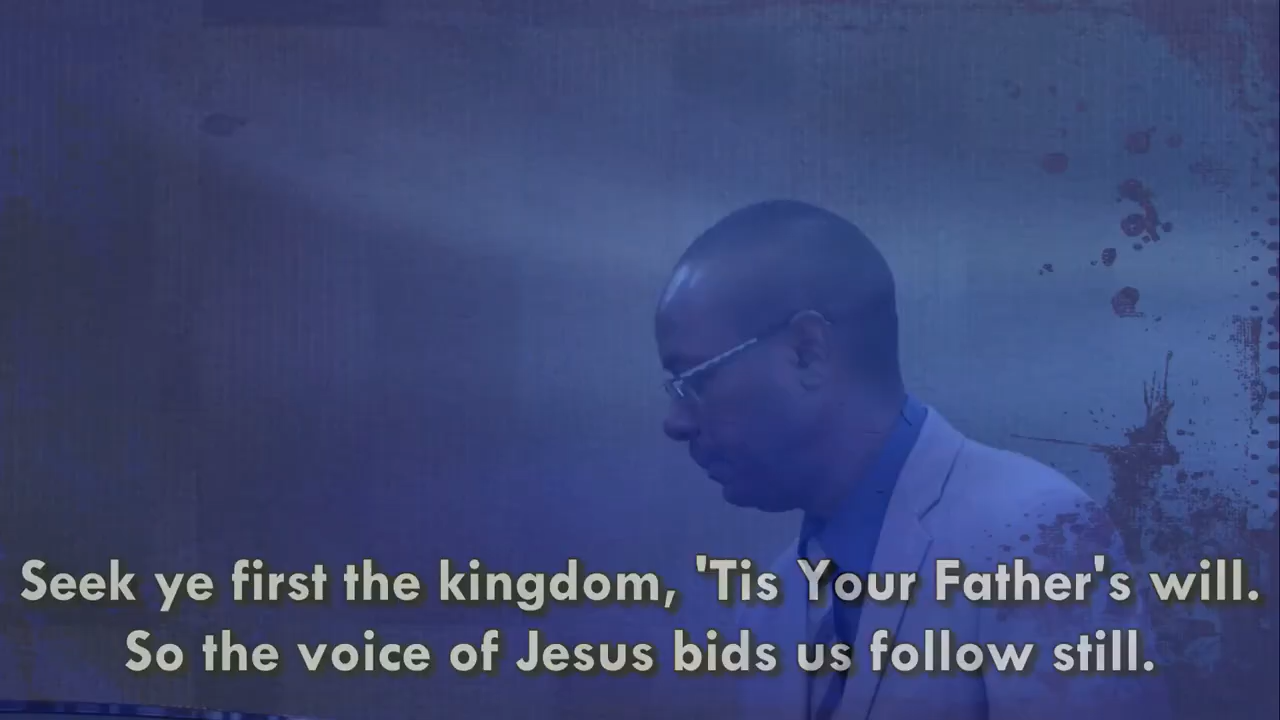 Seek ye first the kingdom, 'Tis Your Father's will.
So the voice of Jesus bids us follow still.